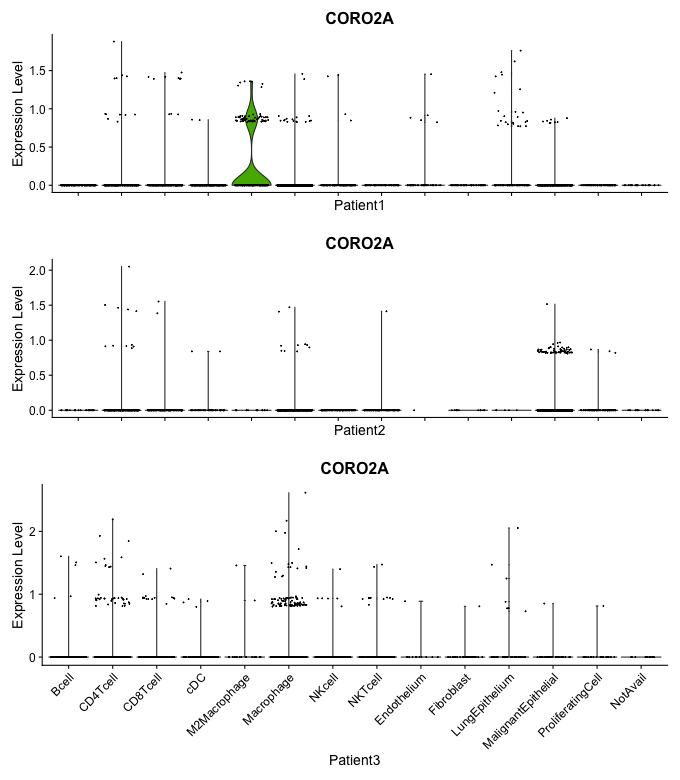 CORO2A
Expression Level
1.5
1.0
0.5
0.0
Patient1
CORO2A
Expression Level
2.0
1.5
1.0
0.5
0.0
Patient2
CORO2A
Expression Level
2
1
0
Bcell
CD4Tcell
CD8Tcell
cDC
M2Macrophage
Macrophage
NKcell
NKTcell
Endothelium
Fibroblast
LungEpithelium
MalignantEpithelial
ProliferatingCell
NotAvail
Patient3